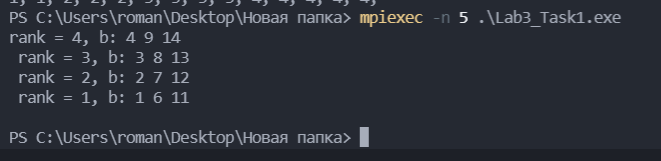 PS C:\Users\roman\Desktop\Новая папка> mpiexec -n 5 .\Lab3_Task1.exe
rank = 4, b: 4 9 14
rank = 3, b: 3 8 13
rank = 2, b: 2 7 12
rank = 1, b: 1 6 11
PS C:\Users\roman\Desktop\Новая папка>